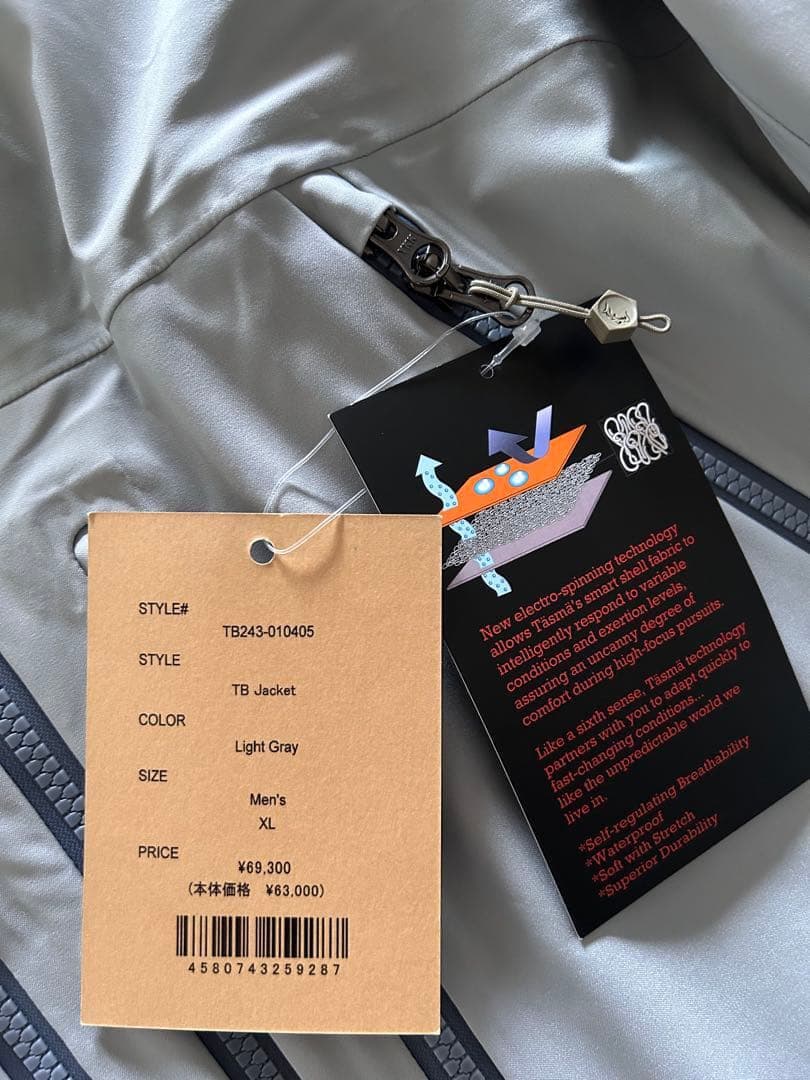 STYLE#
TB243-010405
STYLE
TB Jacket
COLOR
Light Gray
SIZE
Men's
XL
PRICE
¥69,300
(本体価格 ¥63,000)
4580743259287
New electro-spinning technology
allows Täsmä's smart shell fabric to
intelligently respond to variable
conditions and exertion levels,
assuring an uncanny degree of
comfort during high-focus pursuits.
Like a sixth sense, Täsmä technology
partners with you to adapt quickly to
fast-changing conditions...
like the unpredictable world we
live in.
*Self-regulating Breathability
*Waterproof
*Soft with Stretch
*Superior Durability